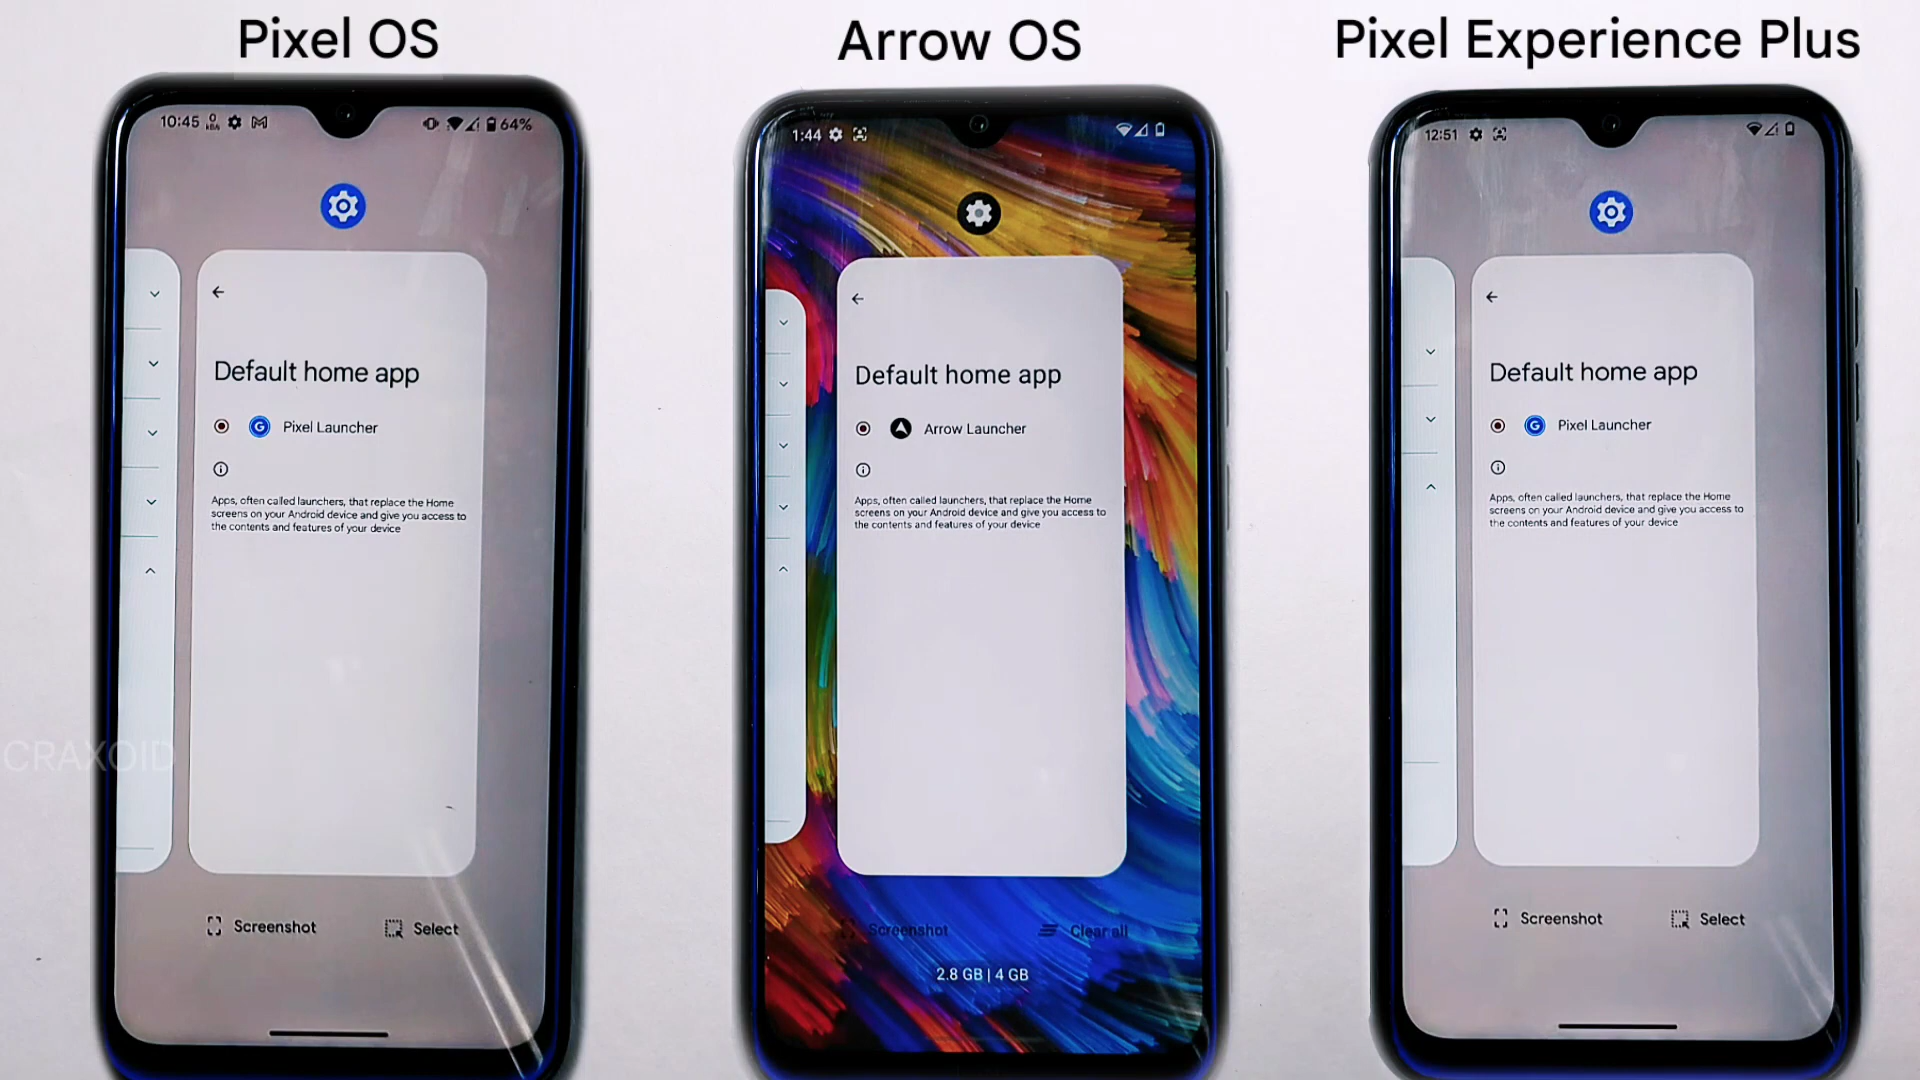 Pixel OS
Arrow OS
Pixel Experience Plus
10:45 0 kB/s 64%
Default home app
Pixel Launcher
Apps, often called launchers, that replace the Home
screens on your Android device and give you access to
the contents and features of your device
Screenshot Select
1:44
Default home app
Arrow Launcher
Apps, often called launchers, that replace the Home
screens on your Android device and give you access to
the contents and features of your device
Screenshot Clear all
2.8 GB | 4 GB
12:51
Default home app
Pixel Launcher
Apps, often called launchers, that replace the Home
screens on your Android device and give you access to
the contents and features of your device
Screenshot Select
CRAXOID